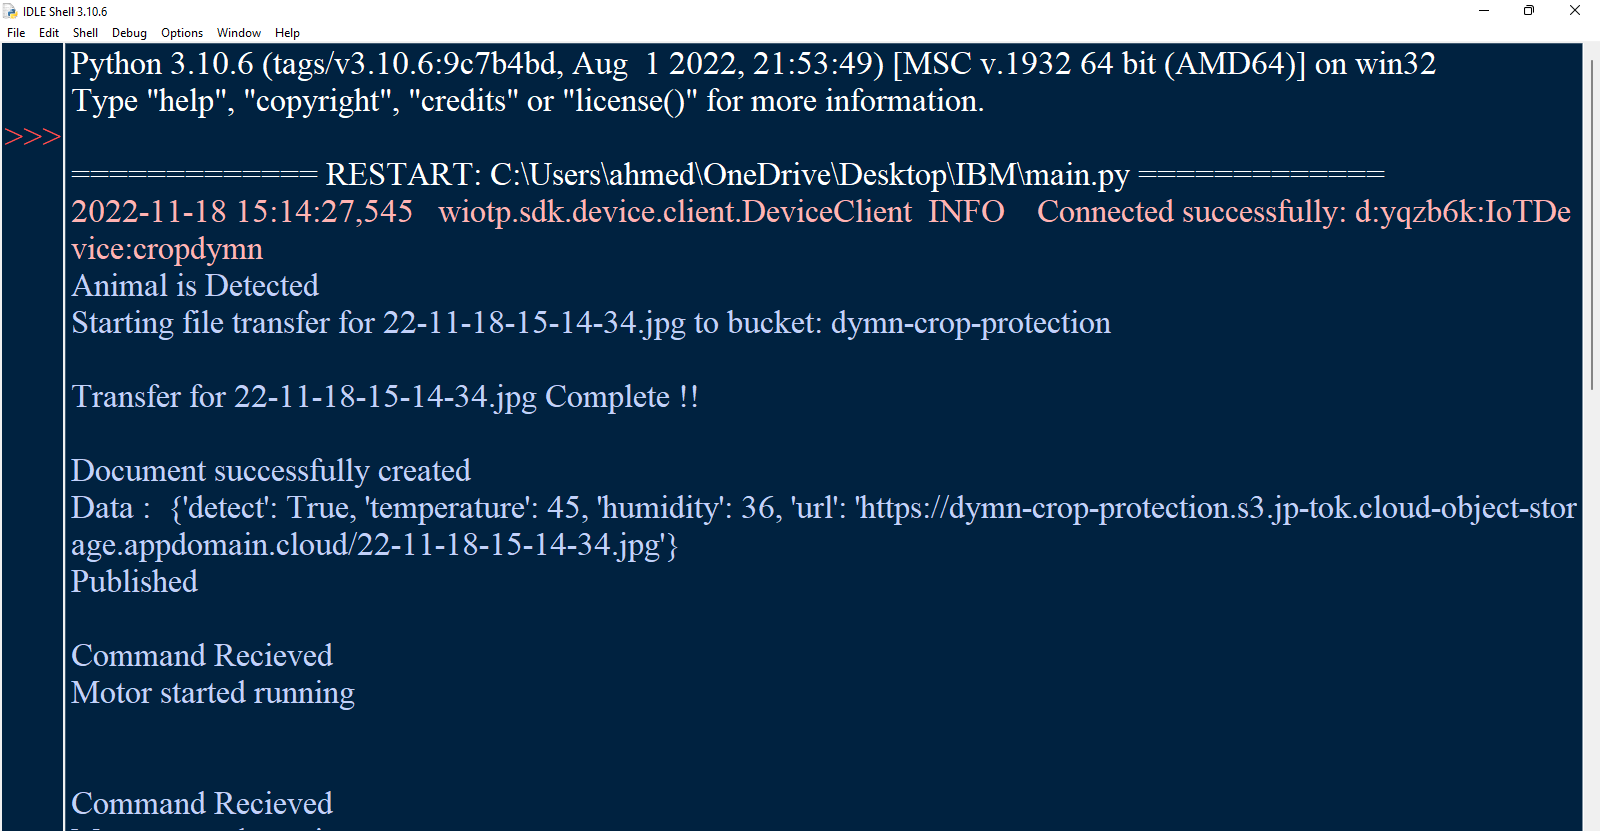 IDLE Shell 3.10.6
File Edit Shell Debug Options Window Help
Python 3.10.6 (tags/v3.10.6:9c7b4bd, Aug  1 2022, 21:53:49) [MSC v.1932 64 bit (AMD64)] on win32
Type "help", "copyright", "credits" or "license()" for more information.
>>>
============= RESTART: C:\Users\ahmed\OneDrive\Desktop\IBM\main.py =============
2022-11-18 15:14:27,545   wiotp.sdk.device.client.DeviceClient  INFO    Connected successfully: d:yqzb6k:IoTDe
vice:cropdymn
Animal is Detected
Starting file transfer for 22-11-18-15-14-34.jpg to bucket: dymn-crop-protection
Transfer for 22-11-18-15-14-34.jpg Complete !!
Document successfully created
Data :  {'detect': True, 'temperature': 45, 'humidity': 36, 'url': 'https://dymn-crop-protection.s3.jp-tok.cloud-object-stor
age.appdomain.cloud/22-11-18-15-14-34.jpg'}
Published
Command Recieved
Motor started running
Command Recieved